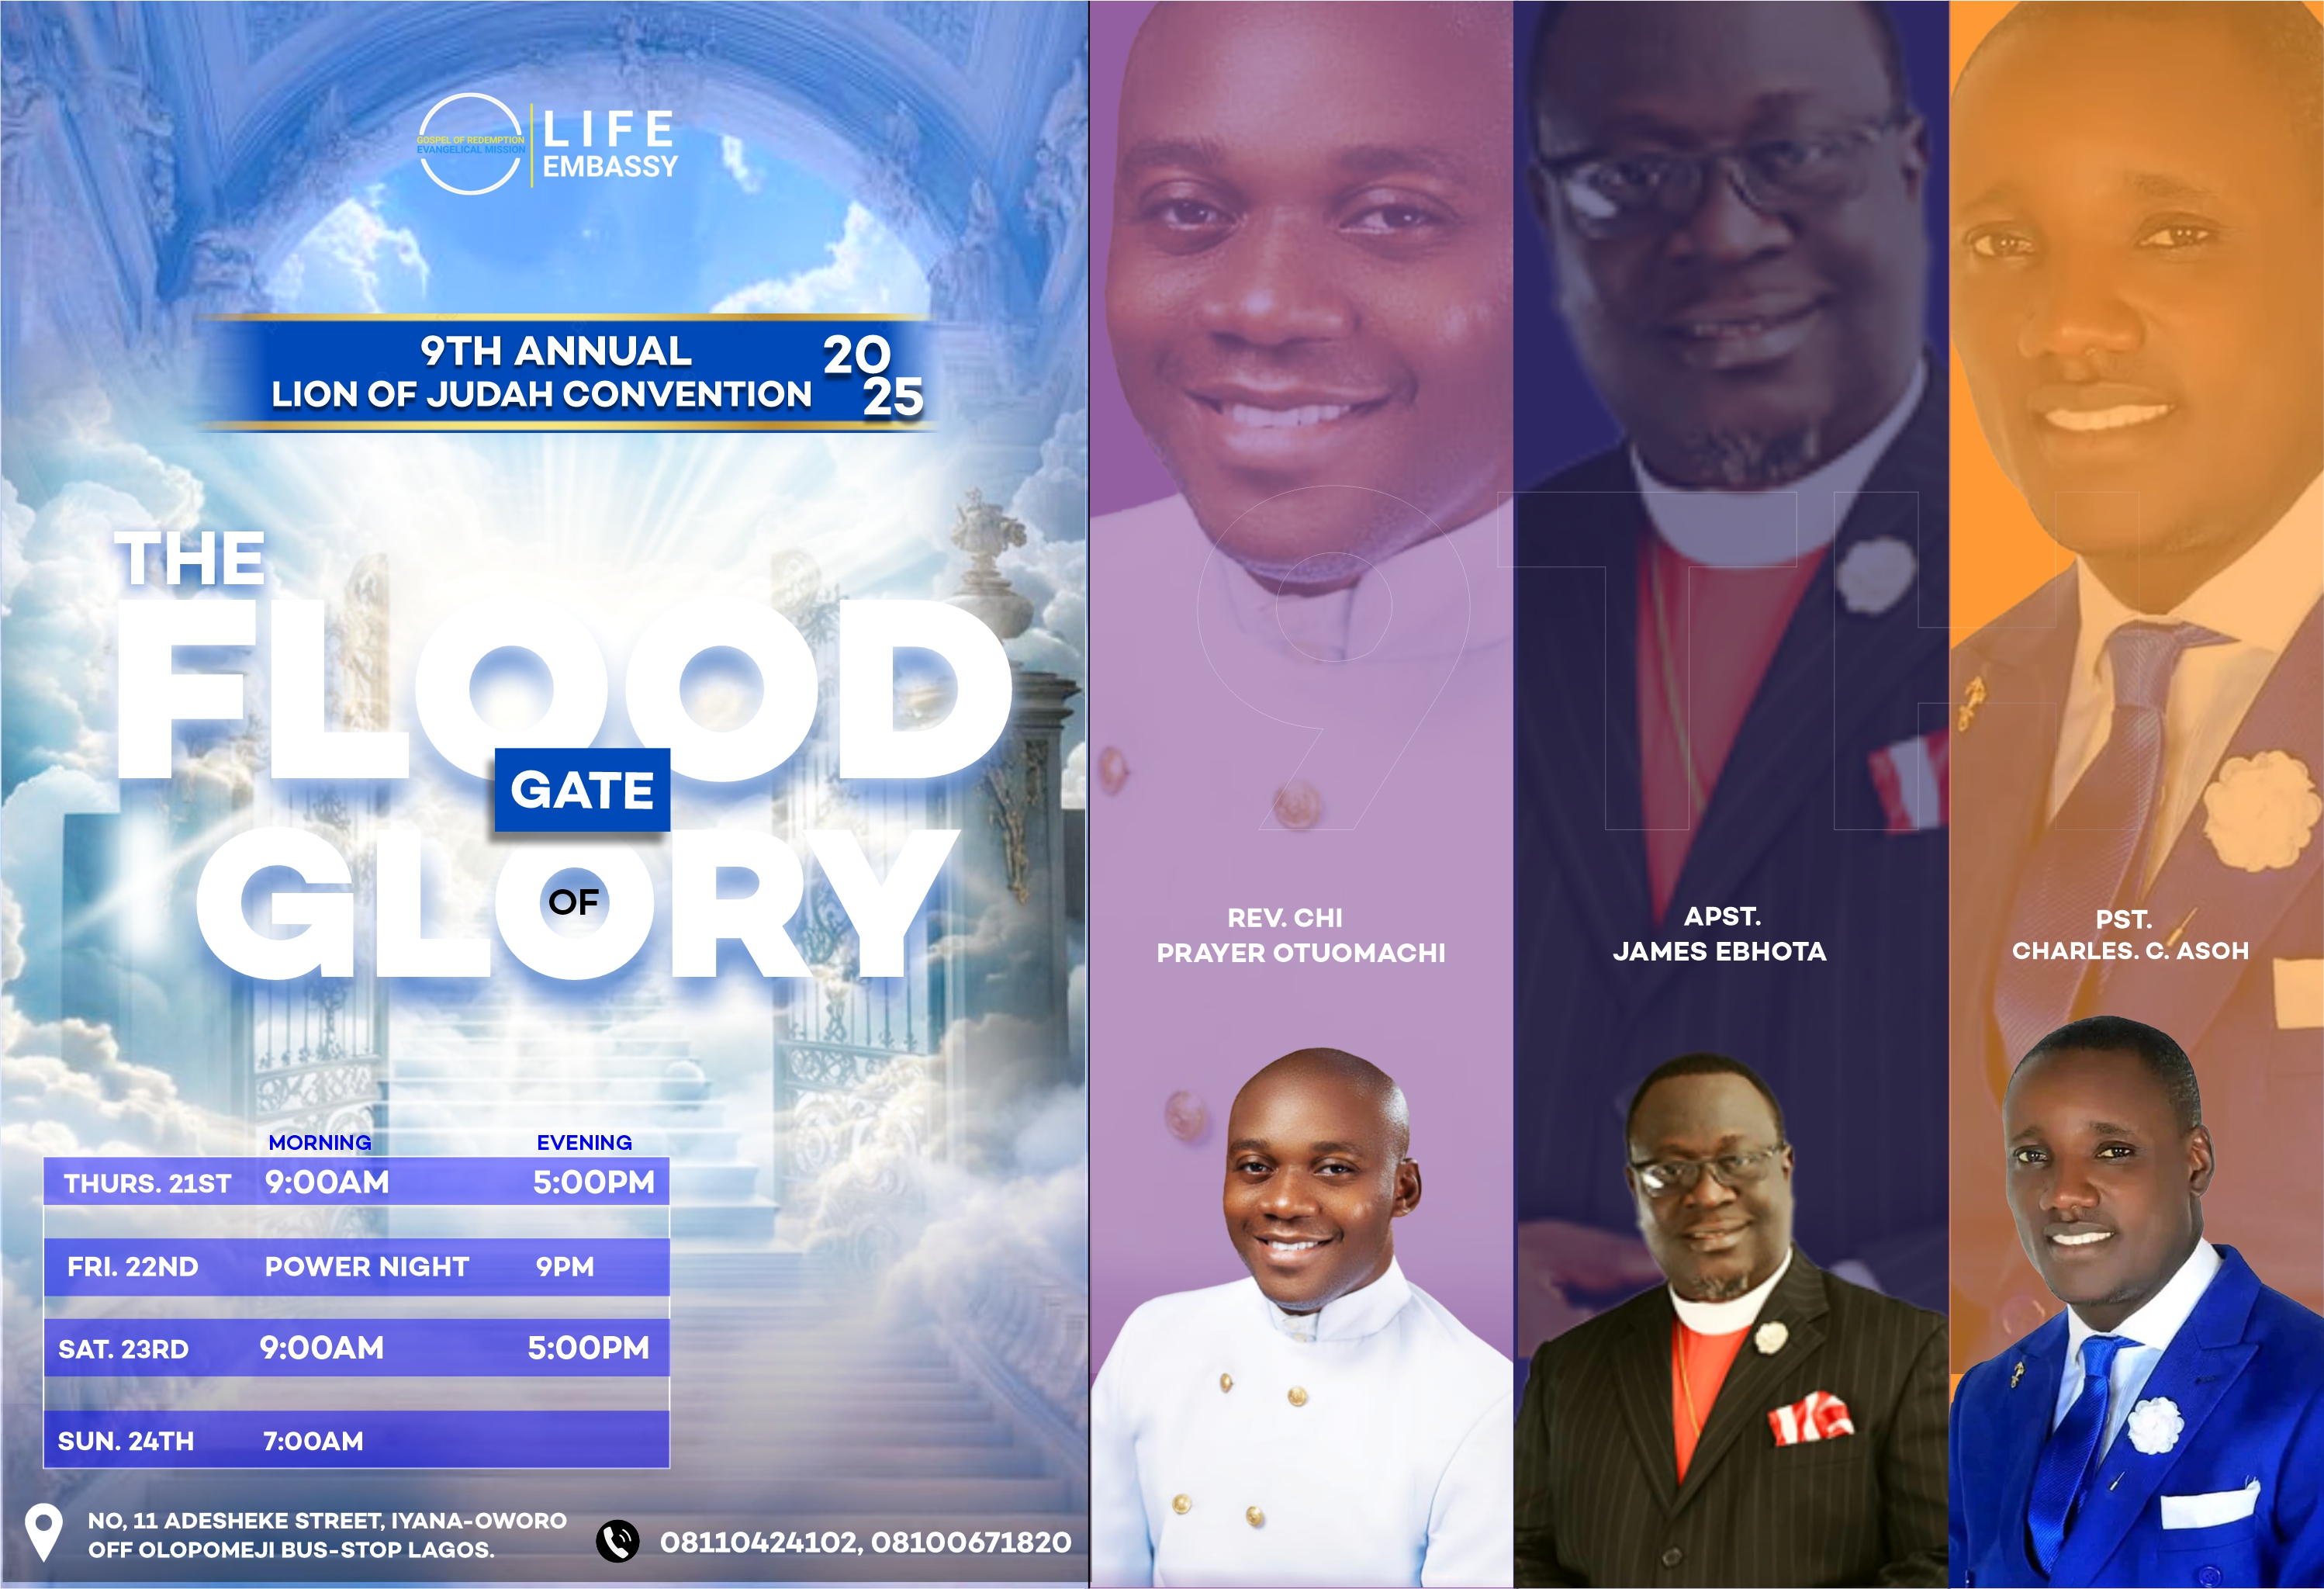 GOSPEL OF REDEMPTION
EVANGELICAL MISSION
LIFE
EMBASSY
9TH ANNUAL
LION OF JUDAH CONVENTION
20
25
THE
FLOOD
GATE
OF
GLORY
MORNING EVENING
THURS. 21ST 9:00AM 5:00PM
FRI. 22ND POWER NIGHT 9PM
SAT. 23RD 9:00AM 5:00PM
SUN. 24TH 7:00AM
NO, 11 ADESHEKE STREET, IYANA-OWORO
OFF OLOPOMEJI BUS-STOP LAGOS.
08110424102, 08100671820
9TH
REV. CHI
PRAYER OTUOMACHI
APST.
JAMES EBHOTA
PST.
CHARLES. C. ASOH